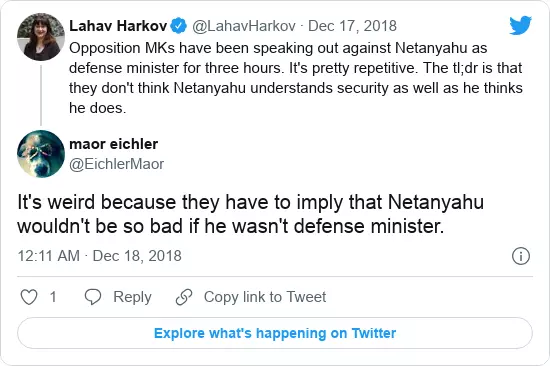 Lahav Harkov @LahavHarkov · Dec 17, 2018
Opposition MKs have been speaking out against Netanyahu as
defense minister for three hours. It's pretty repetitive. The tl;dr is that
they don't think Netanyahu understands security as well as he thinks
he does.
maor eichler
@EichlerMaor
It's weird because they have to imply that Netanyahu
wouldn't be so bad if he wasn't defense minister.
12:11 AM · Dec 18, 2018
1 Reply Copy link to Tweet
Explore what's happening on Twitter